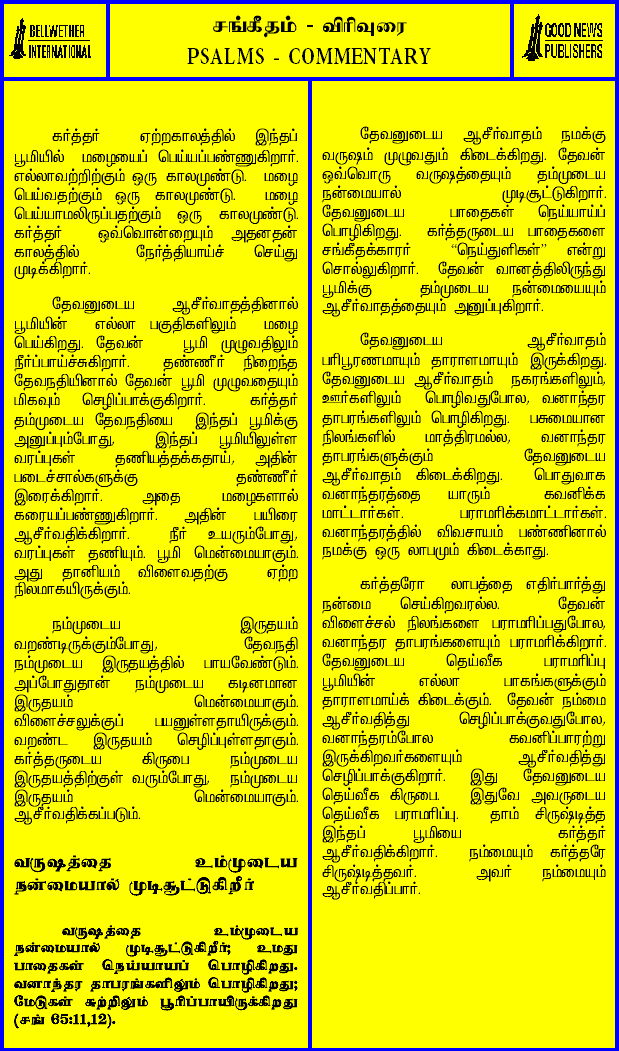 BELLWETHER
INTERNATIONAL
சங்கீதம் - விரிவுரை
PSALMS - COMMENTARY
GOOD NEWS
PUBLISHERS
கர்த்தர் ஏற்றகாலத்தில் இந்தப்
பூமியில் மழையைப் பெய்யப்பண்ணுகிறார்.
எல்லாவற்றிற்கும் ஒரு காலமுண்டு. மழை
பெய்வதற்கும் ஒரு காலமுண்டு. மழை
பெய்யாமலிருப்பதற்கும் ஒரு காலமுண்டு.
கர்த்தர் ஒவ்வொன்றையும் அதனதன்
காலத்தில் நேர்த்தியாய்ச் செய்து
முடிக்கிறார்.
தேவனுடைய ஆசீர்வாதத்தினால்
பூமியின் எல்லா பகுதிகளிலும் மழை
பெய்கிறது. தேவன் பூமி முழுவதிலும்
நீர்ப்பாய்ச்சுகிறார். தண்ணீர் நிறைந்த
தேவநதியினால் தேவன் பூமி முழுவதையும்
மிகவும் செழிப்பாக்குகிறார். கர்த்தர்
தம்முடைய தேவநதியை இந்தப் பூமிக்கு
அனுப்பும்போது, இந்தப் பூமியிலுள்ள
வரப்புகள் தணியத்தக்கதாய், அதின்
படைச்சால்களுக்கு தண்ணீர்
இரைக்கிறார். அதை மழைகளால்
கரையப்பண்ணுகிறார். அதின் பயிரை
ஆசீர்வதிக்கிறார். நீர் உயரும்போது,
வரப்புகள் தணியும். பூமி மென்மையாகும்.
அது தானியம் விளைவதற்கு ஏற்ற
நிலமாகயிருக்கும்.
நம்முடைய இருதயம்
வறண்டிருக்கும்போது, தேவநதி
நம்முடைய இருதயத்தில் பாயவேண்டும்.
அப்போதுதான் நம்முடைய கடினமான
இருதயம் மென்மையாகும்.
விளைச்சலுக்குப் பயனுள்ளதாயிருக்கும்.
வறண்ட இருதயம் செழிப்புள்ளதாகும்.
கர்த்தருடைய கிருபை நம்முடைய
இருதயத்திற்குள் வரும்போது, நம்முடைய
இருதயம் மென்மையாகும்.
ஆசீர்வதிக்கப்படும்.
வருஷத்தை உம்முடைய
நன்மையால் முடிசூட்டுகிறீர்
வருஷத்தை உம்முடைய
நன்மையால் முடிசூட்டுகிறீர்; உமது
பாதைகள் நெய்யாயப் பொழிகிறது.
வனாந்தர தாபரங்களிலும் பொழிகிறது;
மேடுகள் சுற்றிலும் பூரிப்பாயிருக்கிறது
(சங் 65:11,12).
தேவனுடைய ஆசீர்வாதம் நமக்கு
வருஷம் முழுவதும் கிடைக்கிறது. தேவன்
ஒவ்வொரு வருஷத்தையும் தம்முடைய
நன்மையால் முடிசூட்டுகிறார்.
தேவனுடைய பாதைகள் நெய்யாய்ப்
பொழிகிறது. கர்த்தருடைய பாதைகளை
சங்கீதக்காரர் “நெய்துளிகள்” என்று
சொல்லுகிறார். தேவன் வானத்திலிருந்து
பூமிக்கு தம்முடைய நன்மையையும்
ஆசீர்வாதத்தையும் அனுப்புகிறார்.
தேவனுடைய ஆசீர்வாதம்
பரிபூரணமாயும் தாராளமாயும் இருக்கிறது.
தேவனுடைய ஆசீர்வாதம் நகரங்களிலும்,
ஊர்களிலும் பொழிவதுபோல, வனாந்தர
தாபரங்களிலும் பொழிகிறது. பசுமையான
நிலங்களில் மாத்திரமல்ல, வனாந்தர
தாபரங்களுக்கும் தேவனுடைய
ஆசீர்வாதம் கிடைக்கிறது. பொதுவாக
வனாந்தரத்தை யாரும் கவனிக்க
மாட்டார்கள். பராமரிக்கமாட்டார்கள்.
வனாந்தரத்தில் விவசாயம் பண்ணினால்
நமக்கு ஒரு லாபமும் கிடைக்காது.
கர்த்தரோ லாபத்தை எதிர்பார்த்து
நன்மை செய்கிறவரல்ல. தேவன்
விளைச்சல் நிலங்களை பராமரிப்பதுபோல,
வனாந்தர தாபரங்களையும் பராமரிக்கிறார்.
தேவனுடைய தெய்வீக பராமரிப்பு
பூமியின் எல்லா பாகங்களுக்கும்
தாராளமாய்க் கிடைக்கும். தேவன் நம்மை
ஆசீர்வதித்து செழிப்பாக்குவதுபோல,
வனாந்தரம்போல கவனிப்பாரற்று
இருக்கிறவர்களையும் ஆசீர்வதித்து
செழிப்பாக்குகிறார். இது தேவனுடைய
தெய்வீக கிருபை. இதுவே அவருடைய
தெய்வீக பராமரிப்பு. தாம் சிருஷ்டித்த
இந்தப் பூமியை கர்த்தர்
ஆசீர்வதிக்கிறார். நம்மையும் கர்த்தரே
சிருஷ்டித்தவர். அவர் நம்மையும்
ஆசீர்வதிப்பார்.